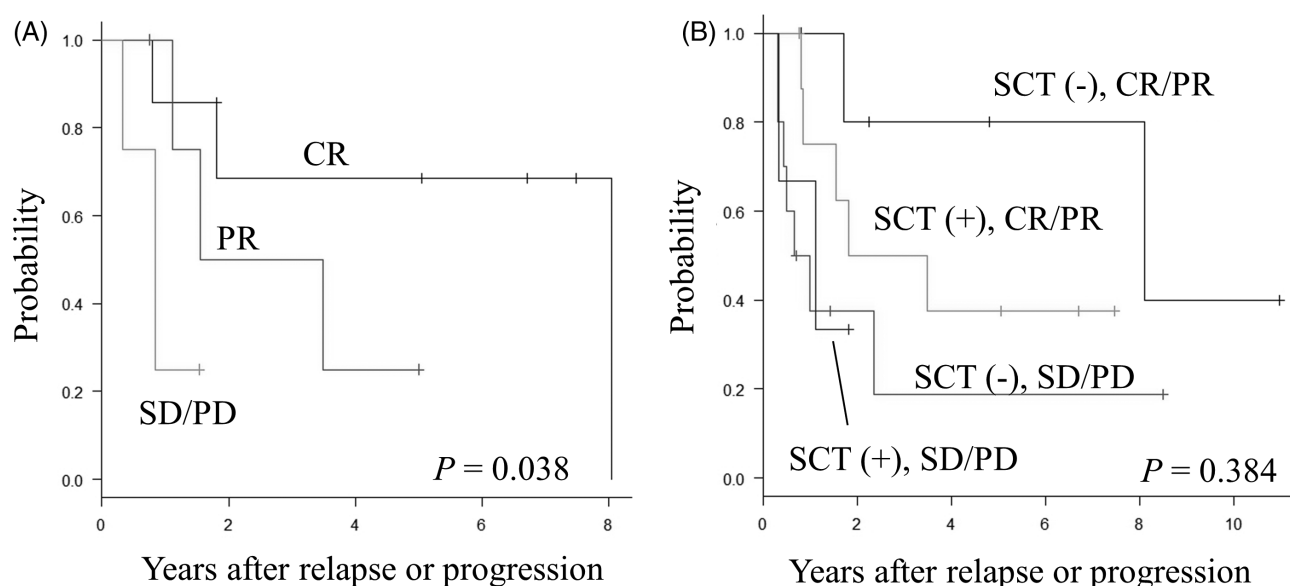 (A)
1.0
0.8
0.6
0.4
0.2
0.0
Probability
CR
PR
SD/PD
P = 0.038
0 2 4 6 8
Years after relapse or progression
(B)
1.0
0.8
0.6
0.4
0.2
0.0
Probability
SCT (-), CR/PR
SCT (+), CR/PR
SCT (-), SD/PD
SCT (+), SD/PD
P = 0.384
0 2 4 6 8 10
Years after relapse or progression